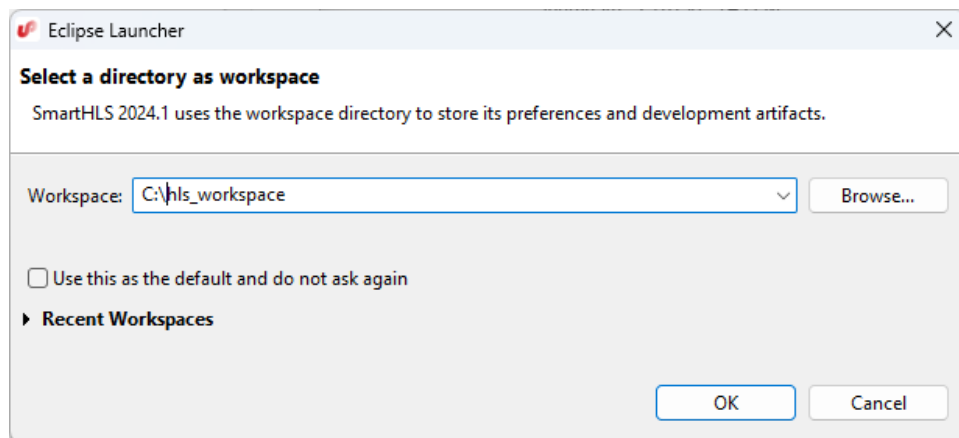 Eclipse Launcher
Select a directory as workspace
SmartHLS 2024.1 uses the workspace directory to store its preferences and development artifacts.
Workspace: C:\hls_workspace Browse...
Use this as the default and do not ask again
Recent Workspaces
OK Cancel